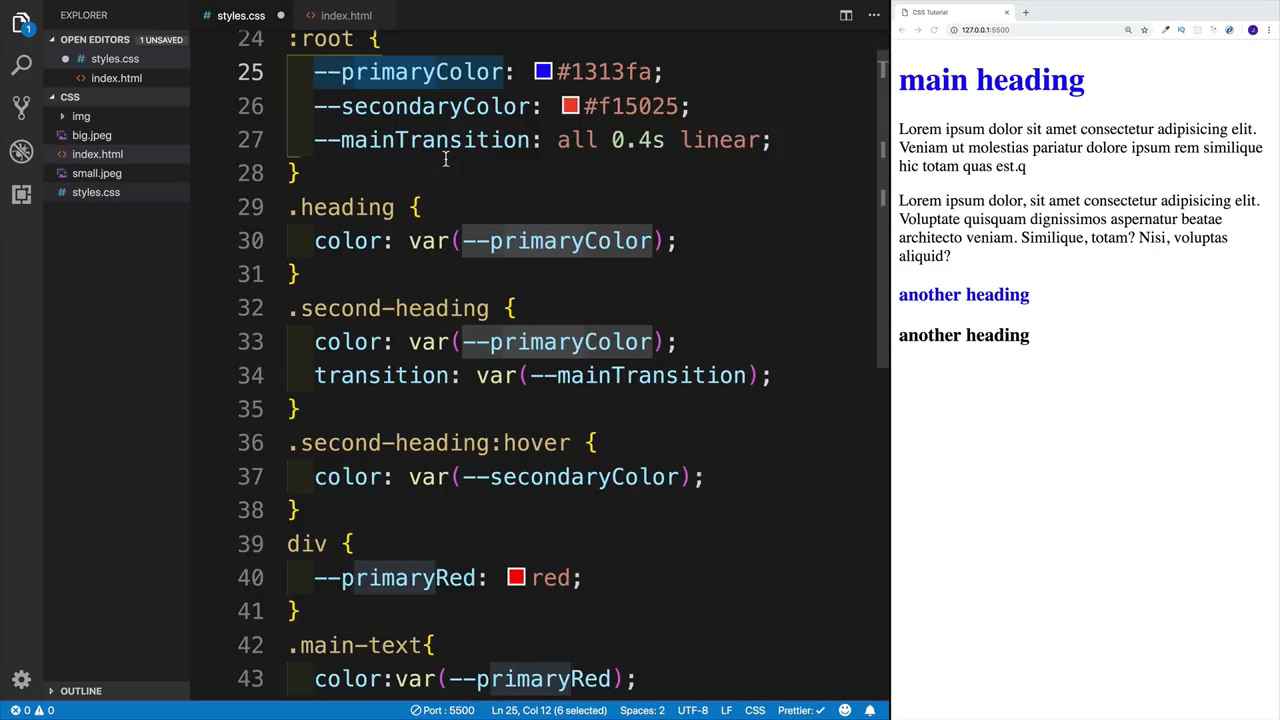 EXPLORER
OPEN EDITORS 1 UNSAVED
styles.css
index.html
CSS
img
big.jpeg
index.html
small.jpeg
styles.css
OUTLINE
# styles.css
index.html
24 :root {
25 --primaryColor: #1313fa;
26 --secondaryColor: #f15025;
27 --mainTransition: all 0.4s linear;
28 }
29 .heading {
30 color: var(--primaryColor);
31 }
32 .second-heading {
33 color: var(--primaryColor);
34 transition: var(--mainTransition);
35 }
36 .second-heading:hover {
37 color: var(--secondaryColor);
38 }
39 div {
40 --primaryRed: red;
41 }
42 .main-text{
43 color:var(--primaryRed);
0 0 Port : 5500 Ln 25, Col 12 (6 selected) Spaces: 2 UTF-8 LF CSS Prettier: ✓
CSS Tutorial
127.0.0.1:5500
main heading
Lorem ipsum dolor sit amet consectetur adipisicing elit.
Veniam ut molestias pariatur dolore ipsum rem similique
hic totam quas est.q
Lorem ipsum dolor, sit amet consectetur adipisicing elit.
Voluptate quisquam dignissimos aspernatur beatae
architecto veniam. Similique, totam? Nisi, voluptas
aliquid?
another heading
another heading